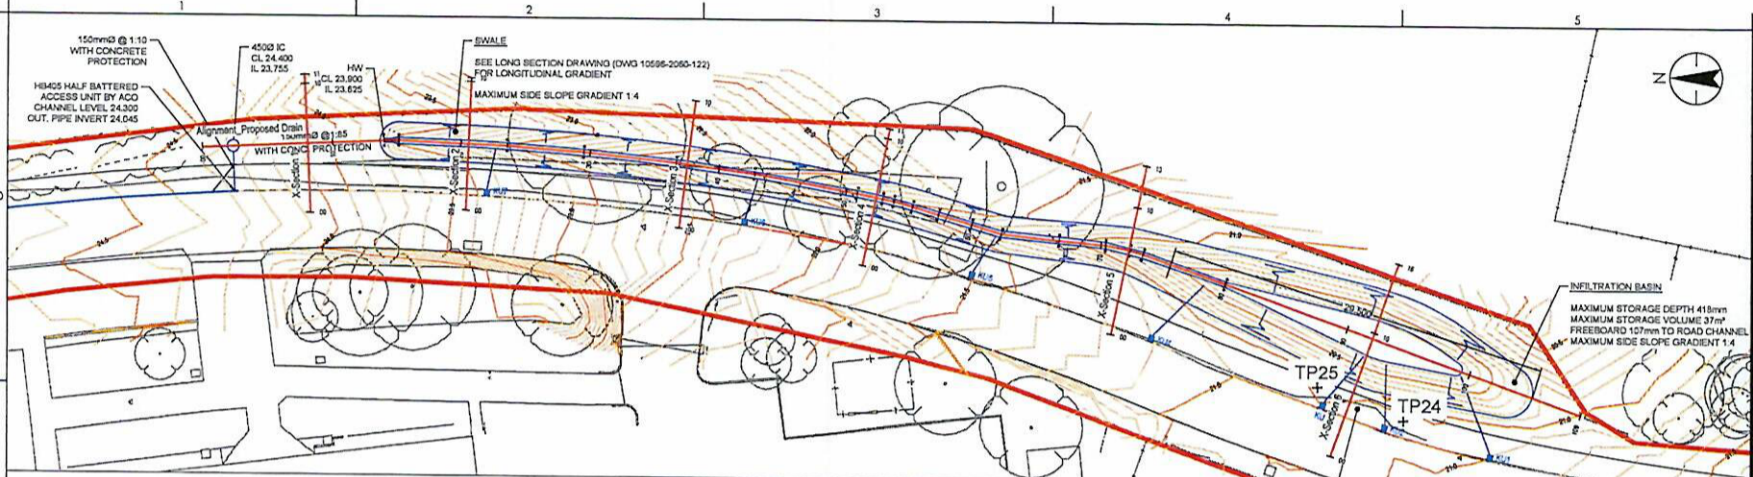 1
2
3
4
5
150mmØ @ 1:10
WITH CONCRETE
PROTECTION
HB405 HALF BATTERED
ACCESS UNIT BY ACO
CHANNEL LEVEL 24.300
OUT. PIPE INVERT 24.045
450Ø IC
CL 24.400
IL 23.755
HW
CL 23.900
IL 23.625
SWALE
SEE LONG SECTION DRAWING (DWG 10596-2060-122)
FOR LONGITUDINAL GRADIENT
MAXIMUM SIDE SLOPE GRADIENT 1:4
N
Alignment_Proposed Drain
150mmØ @1:85
WITH CONC. PROTECTION
X-Section 1
X-Section 2
X-Section 3
X-Section 4
X-Section 5
X-Section 6
20.500
INFILTRATION BASIN
MAXIMUM STORAGE DEPTH 418mm
MAXIMUM STORAGE VOLUME 37m³
FREEBOARD 107mm TO ROAD CHANNEL
MAXIMUM SIDE SLOPE GRADIENT 1:4
TP25
TP24